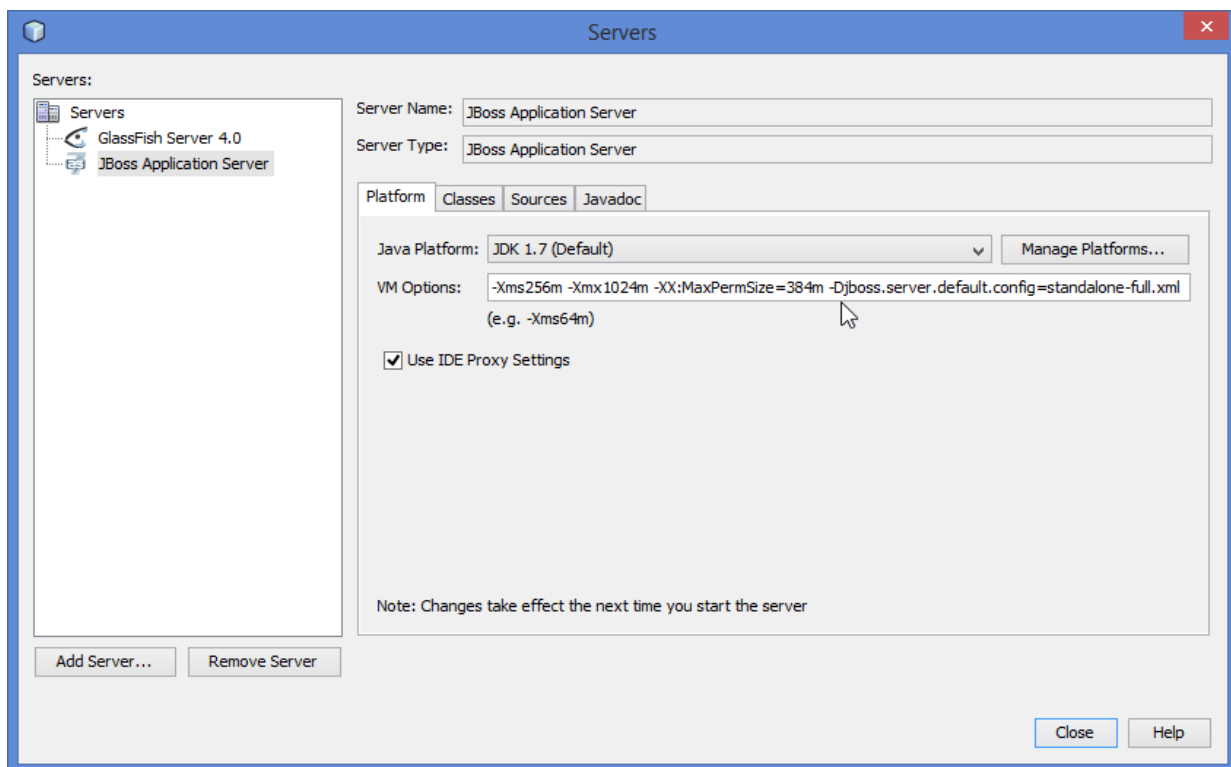 Servers
Servers:
Servers
GlassFish Server 4.0
JBoss Application Server
Server Name: JBoss Application Server
Server Type: JBoss Application Server
Platform Classes Sources Javadoc
Java Platform: JDK 1.7 (Default) Manage Platforms...
VM Options: -Xms256m -Xmx1024m -XX:MaxPermSize=384m -Djboss.server.default.config=standalone-full.xml
(e.g. -Xms64m)
Use IDE Proxy Settings
Note: Changes take effect the next time you start the server
Add Server... Remove Server
Close Help